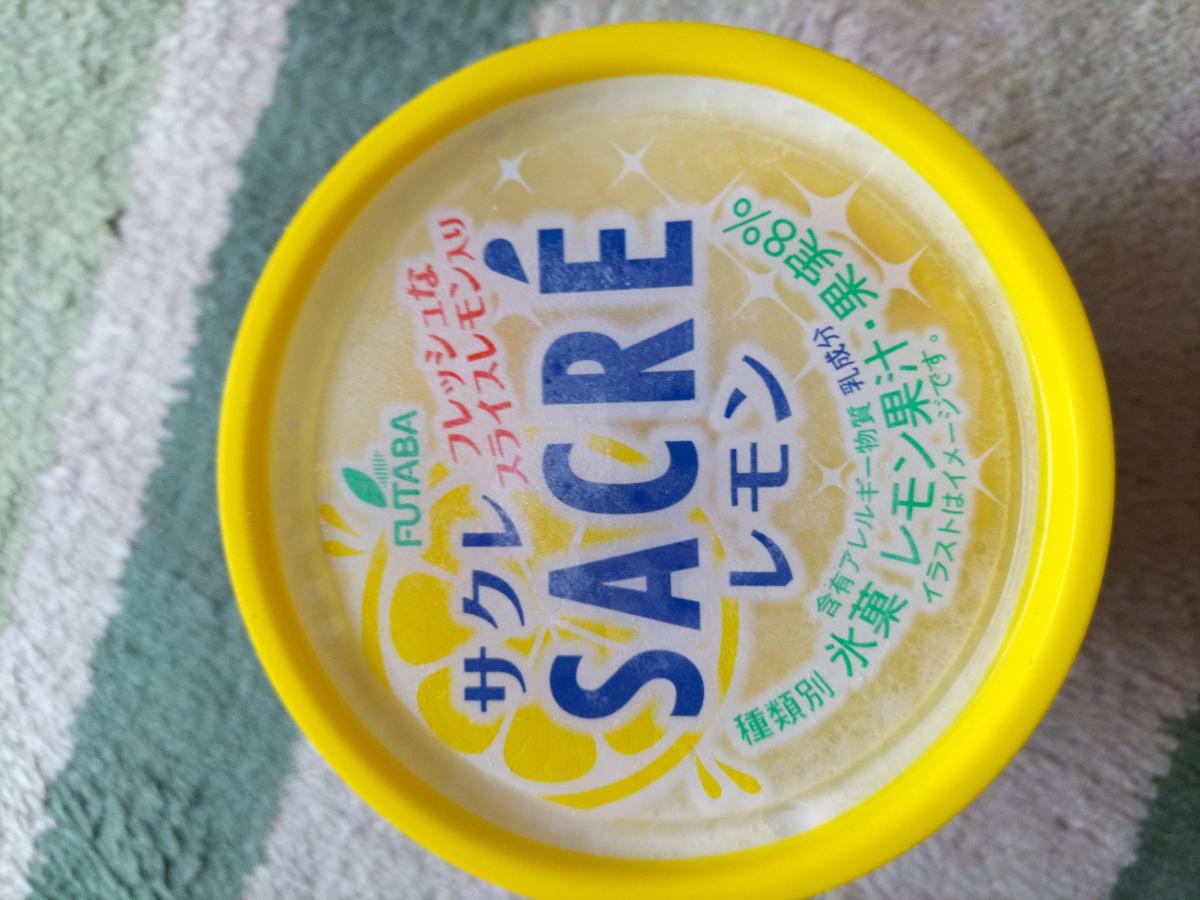 FUTABA
フレッシュな
スライスレモン入り
サクレ
SACRÉ
レモン
含有アレルギー物質 乳成分
種類別 氷菓 レモン果汁・果実 8%
イラストはイメージです。